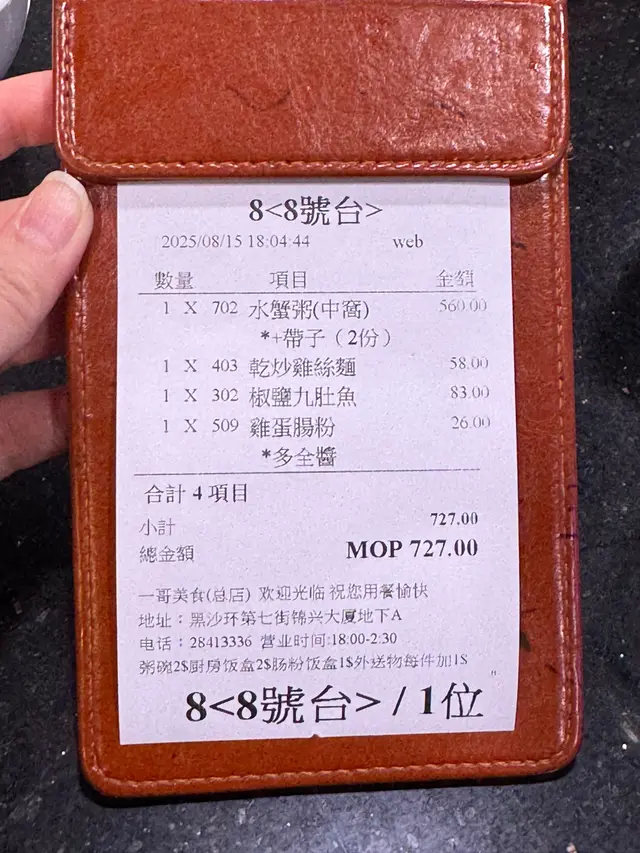 8<8號台>
2025/08/15 18:04:44 web
數量 項目 金額
1 X 702 水蟹粥(中窩) 560.00
*+帶子（2份）
1 X 403 乾炒雞絲麵 58.00
1 X 302 椒鹽九肚魚 83.00
1 X 509 雞蛋腸粉 26.00
*多全醬
合計 4 項目
小計 727.00
總金額 MOP 727.00
一哥美食(总店) 欢迎光临 祝您用餐愉快
地址：黑沙环第七街锦兴大厦地下A
电话：28413336 营业时间:18:00-2:30
粥碗2$厨房饭盒2$肠粉饭盒1$外送物每件加1$
8<8號台> / 1位